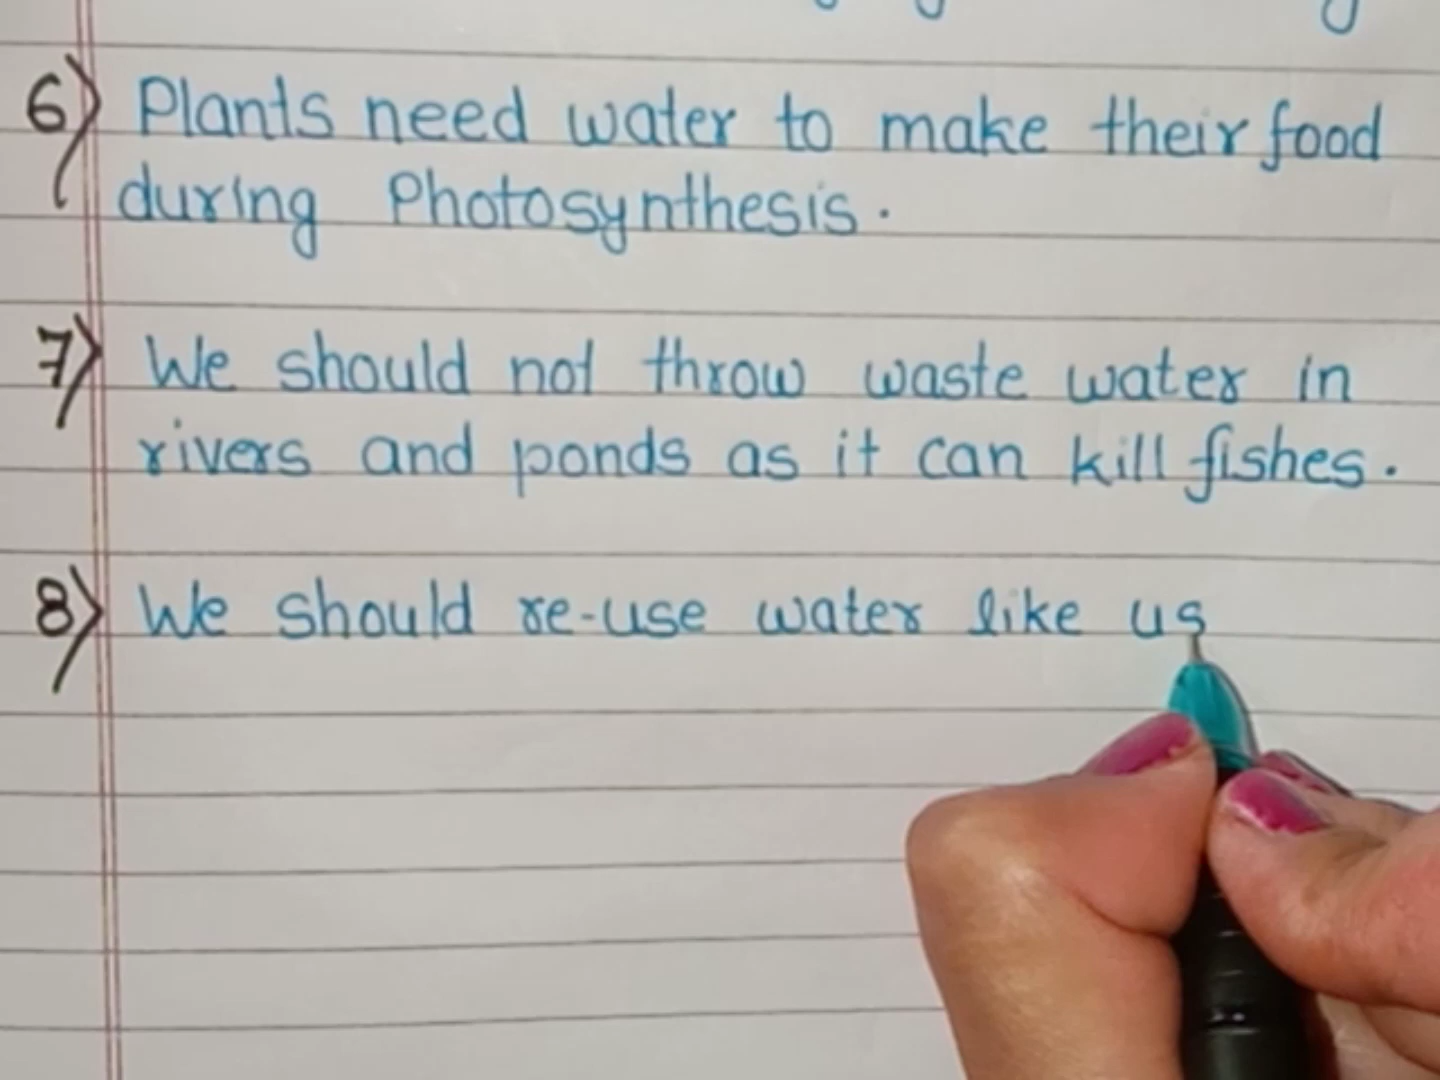 6) Plants need water to make their food
during Photosynthesis.
7) We should not throw waste water in
rivers and ponds as it can kill fishes.
8) We should re-use water like us